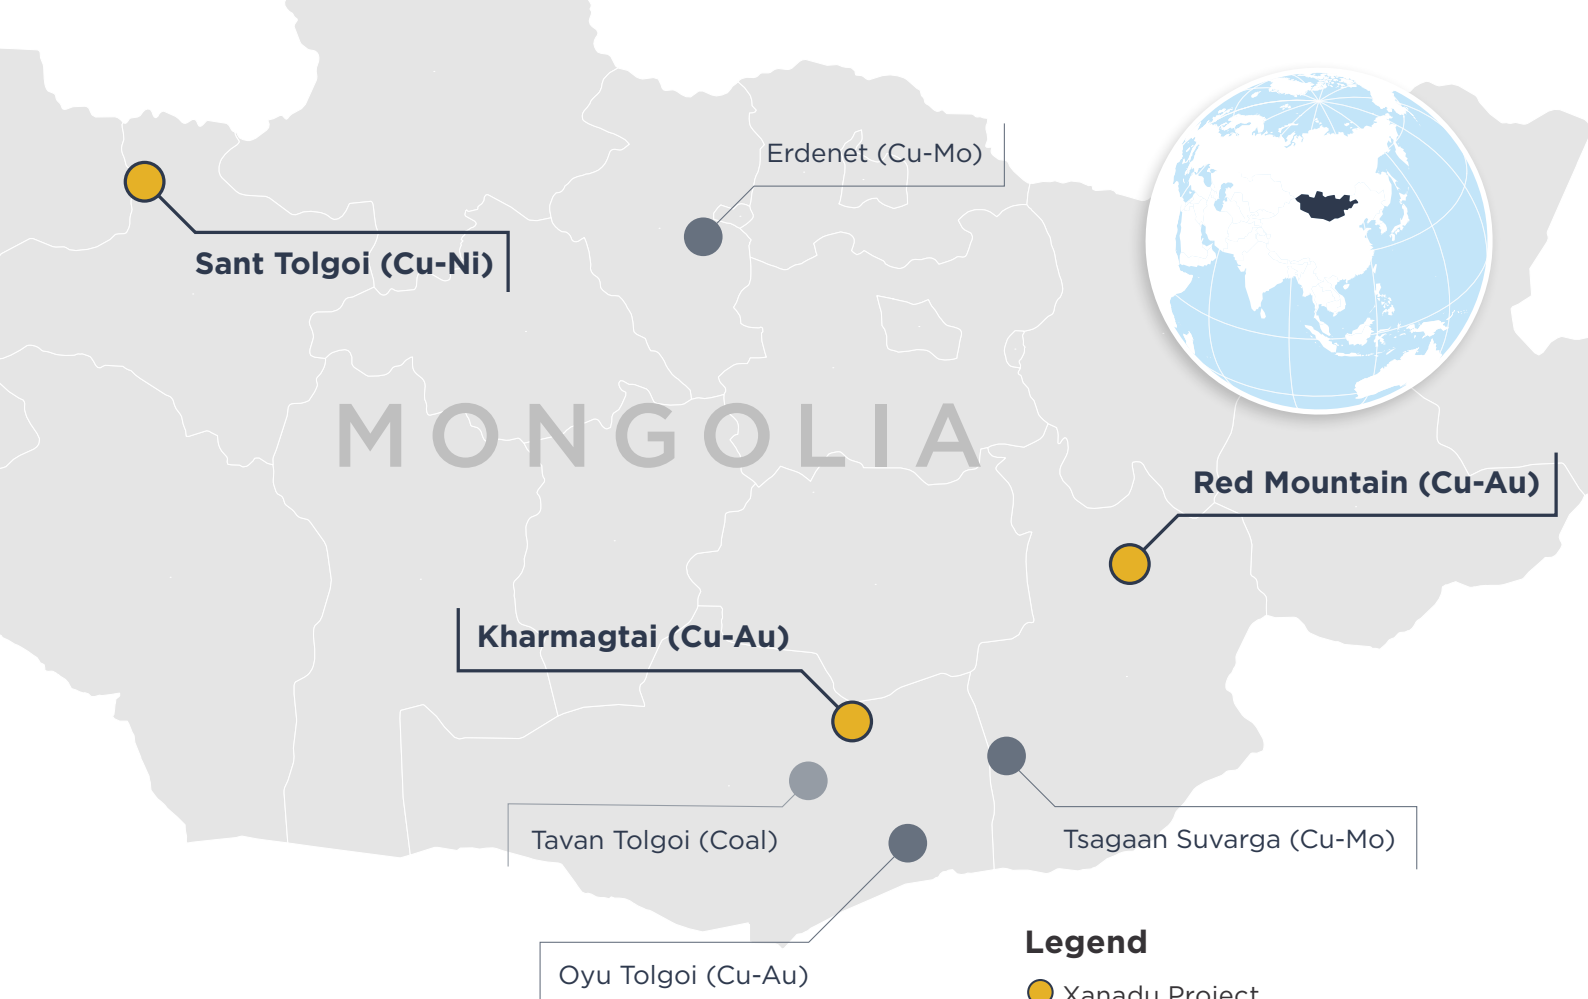 Erdenet (Cu-Mo)
Sant Tolgoi (Cu-Ni)
MONGOLIA
Red Mountain (Cu-Au)
Kharmagtai (Cu-Au)
Tavan Tolgoi (Coal)
Tsagaan Suvarga (Cu-Mo)
Oyu Tolgoi (Cu-Au)
Legend
Xanadu Project